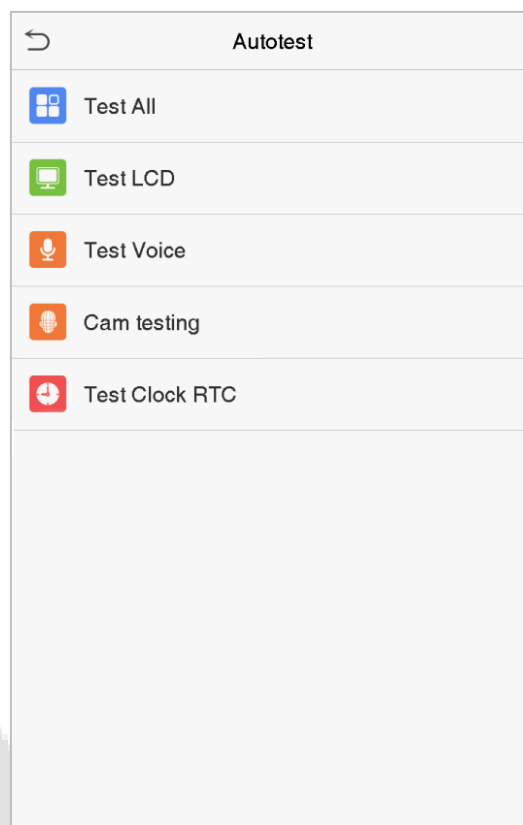 Autotest
Test All
Test LCD
Test Voice
Cam testing
Test Clock RTC